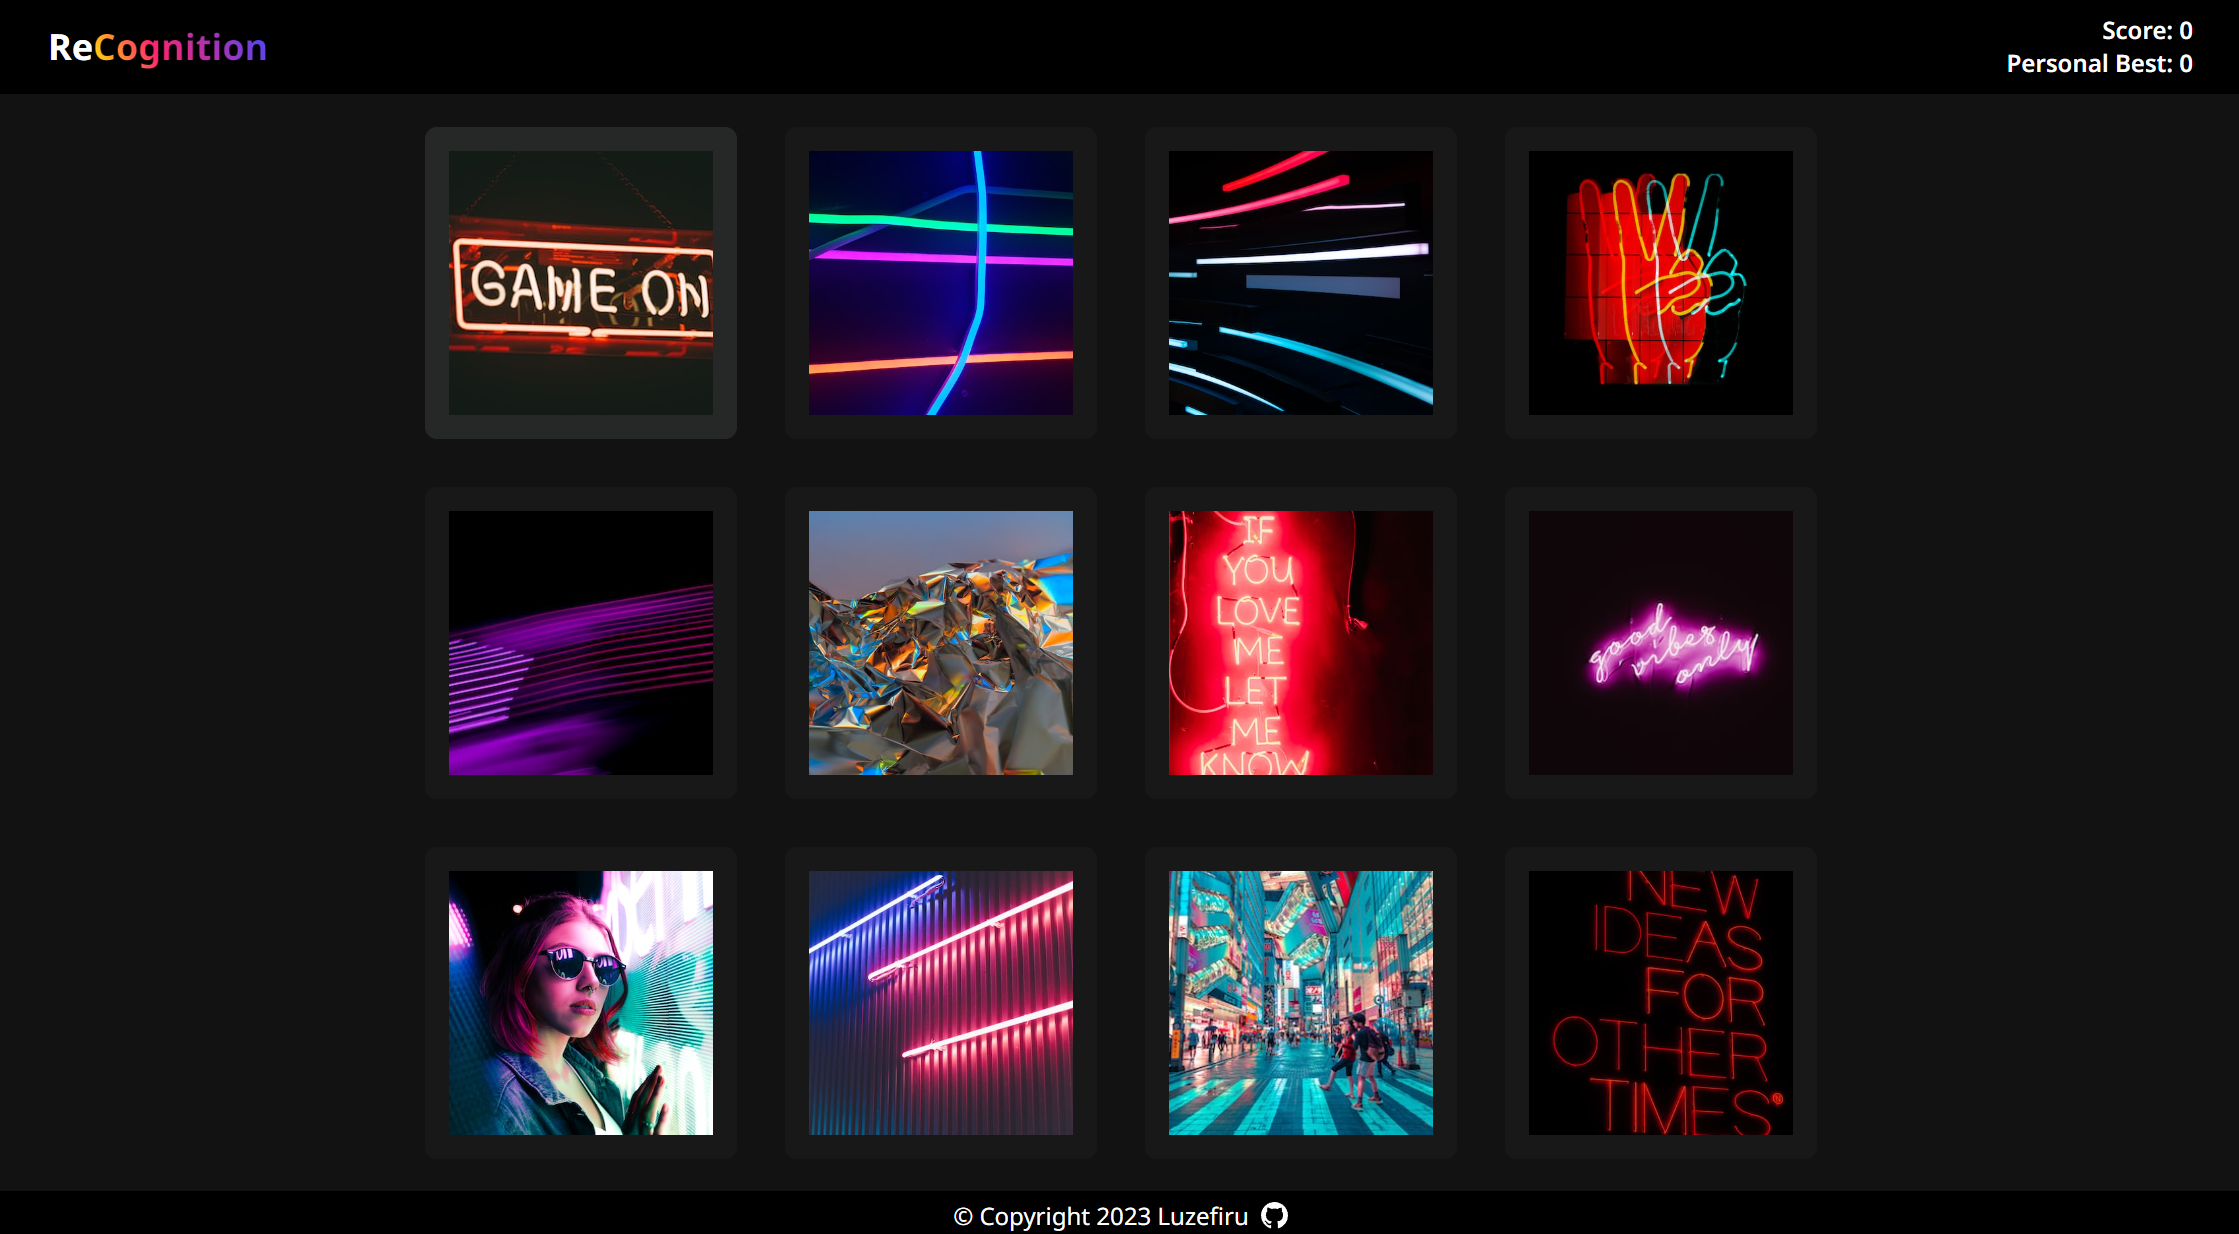 ReCognition
Score: 0
Personal Best: 0
GAME ON
IF
YOU
LOVE
ME
LET
ME
KNOW
good
vibes
only
NEW
IDEAS
FOR
OTHER
TIMES®
© Copyright 2023 Luzefiru